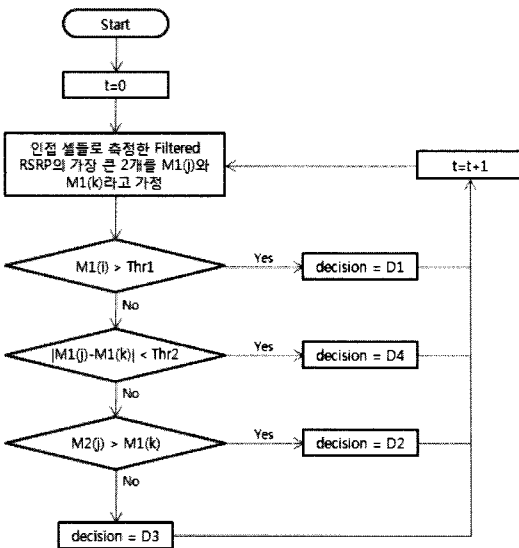 Start
t=0
인접 셀들로 측정한 Filtered
RSRP의 가장 큰 2개를 M1(j)와
M1(k)라고 가정
t=t+1
M1(i) > Thr1
Yes
decision = D1
No
|M1(j)-M1(k)| < Thr2
Yes
decision = D4
No
M2(j) > M1(k)
Yes
decision = D2
No
decision = D3